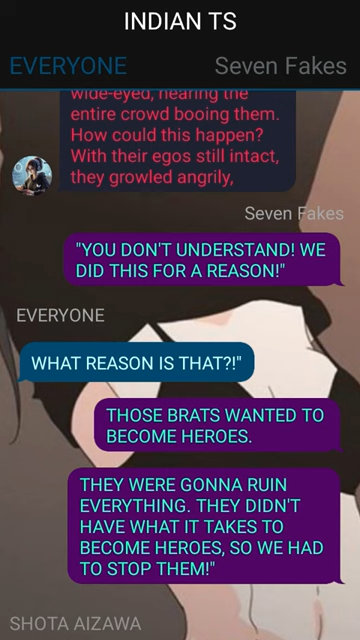 INDIAN TS
EVERYONE
Seven Fakes
wide-eyed, hearing the
entire crowd booing them.
How could this happen?
With their egos still intact,
they growled angrily,
Seven Fakes
"YOU DON'T UNDERSTAND! WE
DID THIS FOR A REASON!"
EVERYONE
WHAT REASON IS THAT?!"
THOSE BRATS WANTED TO
BECOME HEROES.
THEY WERE GONNA RUIN
EVERYTHING. THEY DIDN'T
HAVE WHAT IT TAKES TO
BECOME HEROES, SO WE HAD
TO STOP THEM!"
SHOTA AIZAWA